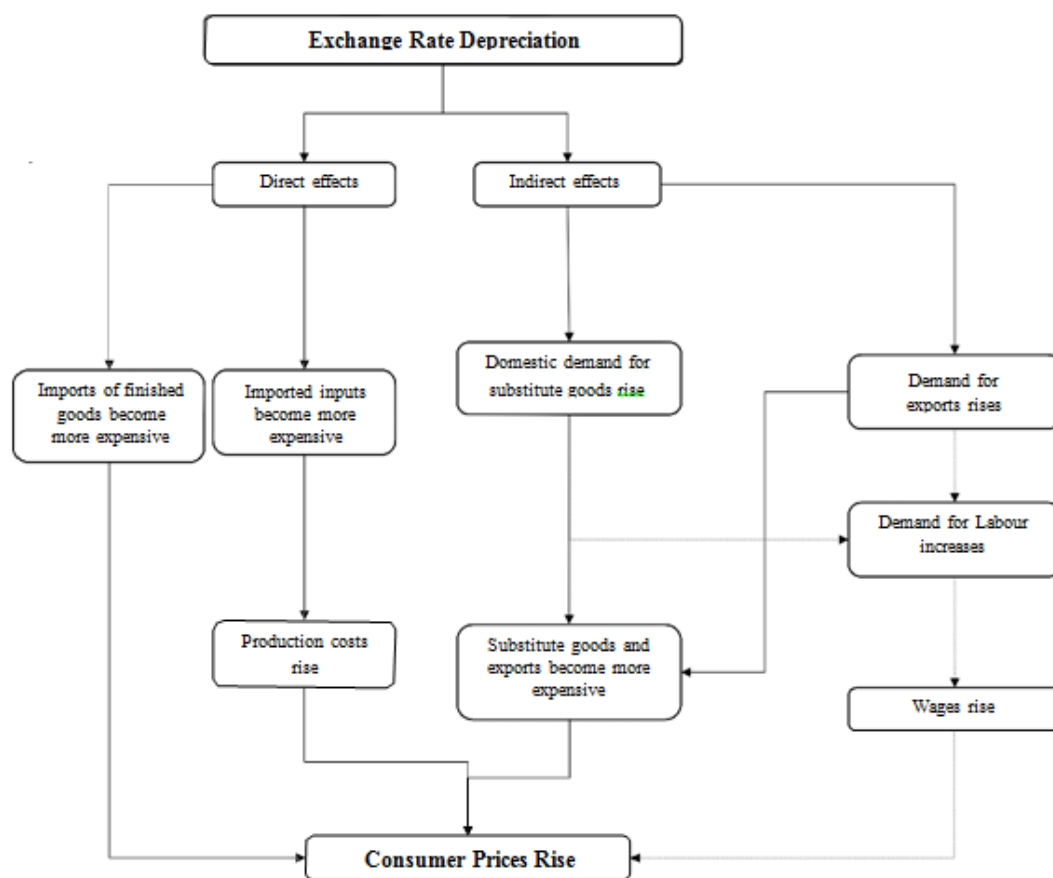 Exchange Rate Depreciation
Direct effects
Indirect effects
Imports of finished
goods become
more expensive
Imported inputs
become more
expensive
Domestic demand for
substitute goods rise
Demand for
exports rises
Demand for Labour
increases
Production costs
rise
Substitute goods and
exports become more
expensive
Wages rise
Consumer Prices Rise